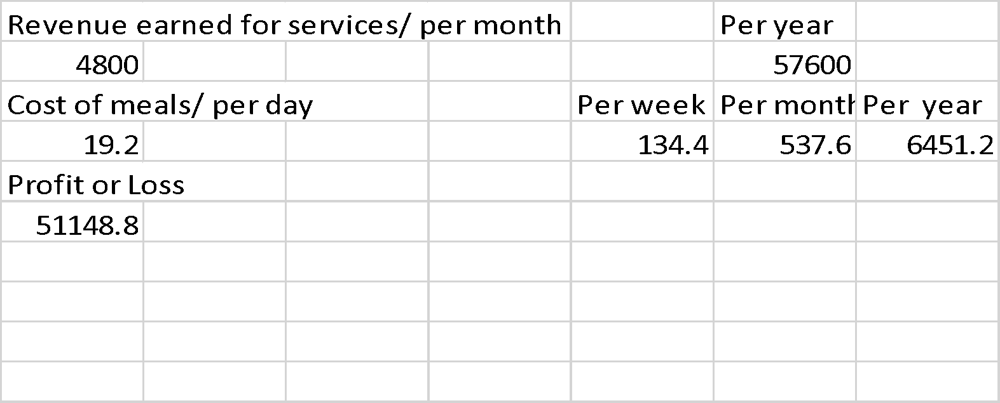 Revenue earned for services/ per month Per year
4800 57600
Cost of meals/ per day Per week Per month Per year
19.2 134.4 537.6 6451.2
Profit or Loss
51148.8